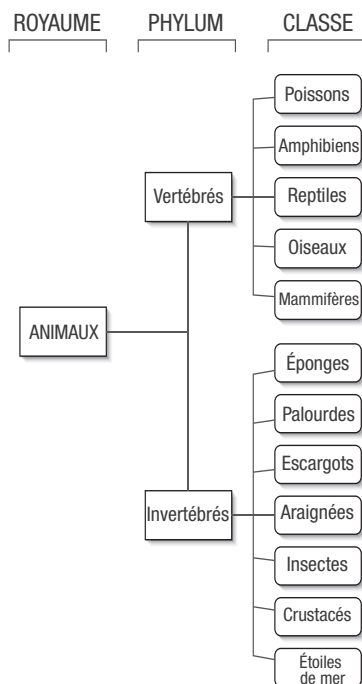 ROYAUME PHYLUM CLASSE
Poissons
Amphibiens
Vertébrés
Reptiles
Oiseaux
Mammifères
ANIMAUX
Éponges
Palourdes
Escargots
Invertébrés
Araignées
Insectes
Crustacés
Étoiles
de mer